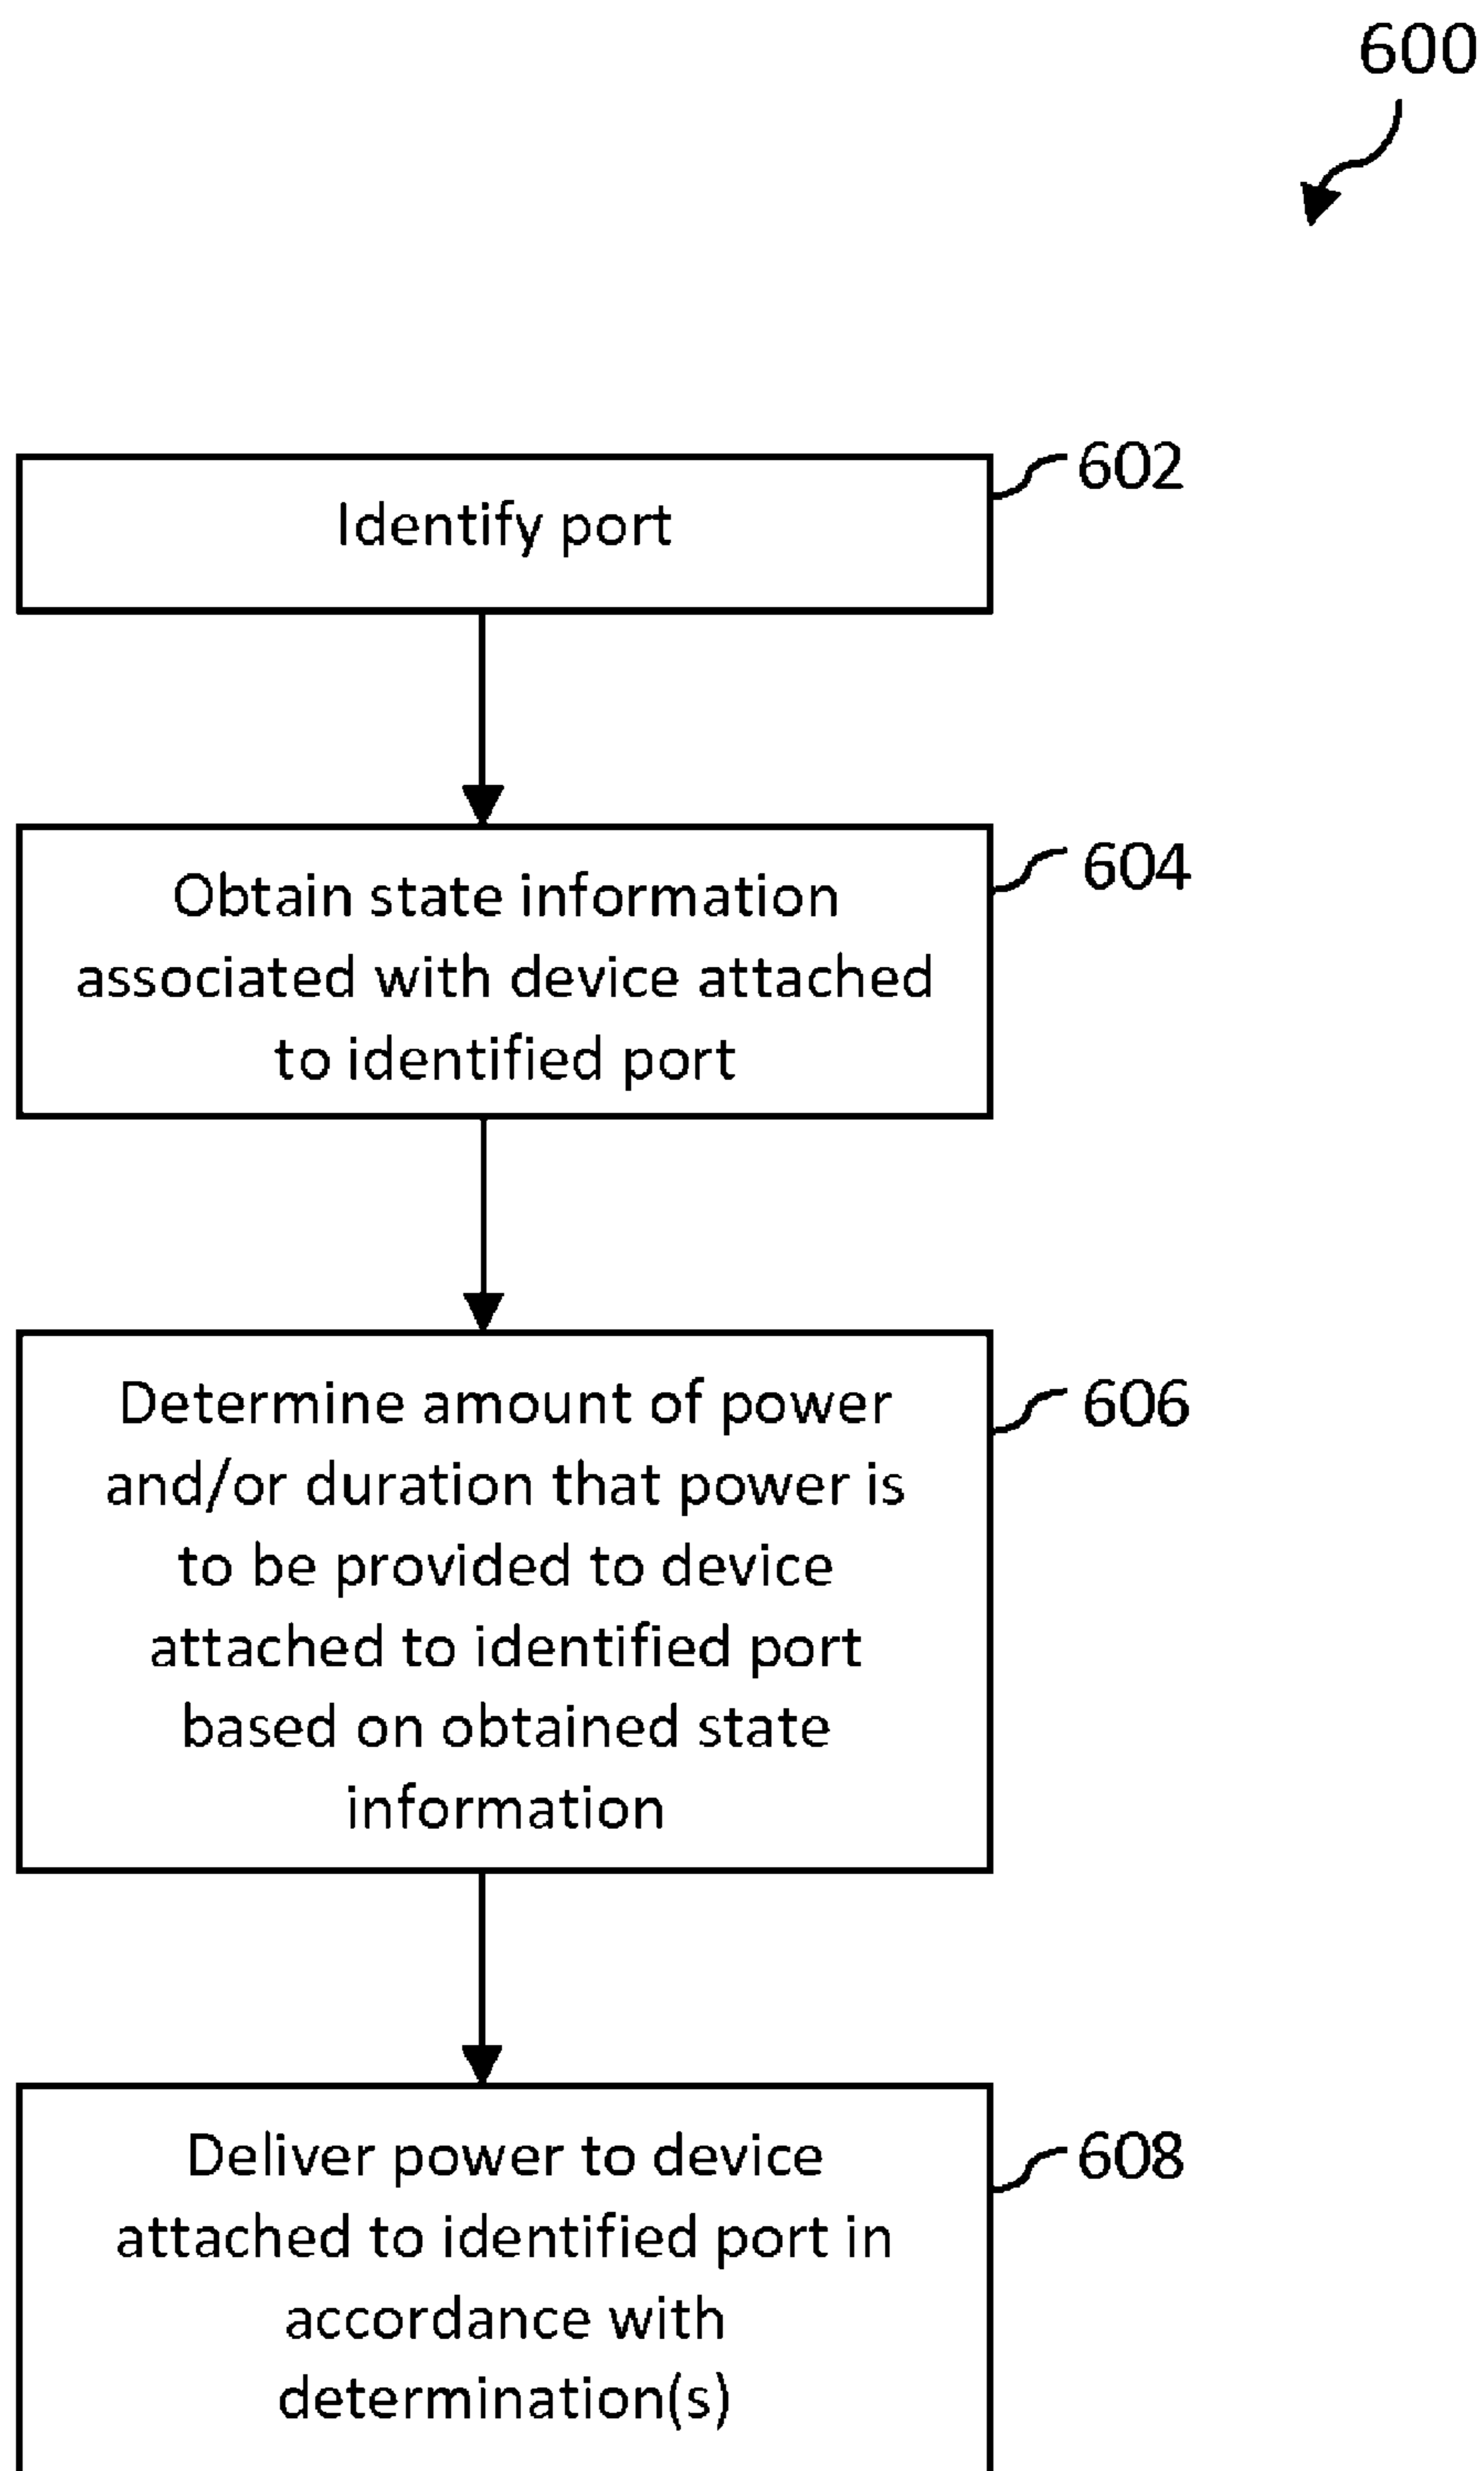 600
Identify port
602
Obtain state information
associated with device attached
to identified port
604
Determine amount of power
and/or duration that power is
to be provided to device
attached to identified port
based on obtained state
information
606
Deliver power to device
attached to identified port in
accordance with
determination(s)
608